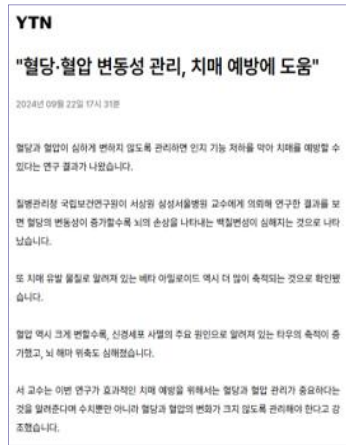 YTN
"혈당·혈압 변동성 관리, 치매 예방에 도움"
2024년 09월 22일 17시 31분
혈당과 혈압이 심하게 변하지 않도록 관리하면 인지 기능 저하를 막아 치매를 예방할 수
있다는 연구 결과가 나왔습니다.
질병관리청 국립보건연구원이 서상원 삼성서울병원 교수에게 의뢰해 연구한 결과를 보
면 혈당의 변동성이 증가할수록 뇌의 손상을 나타내는 백질변성이 심해지는 것으로 나타
났습니다.
또 치매 유발 물질로 알려져 있는 베타 아밀로이드 역시 더 많이 축적되는 것으로 확인됐
습니다.
혈압 역시 크게 변할수록, 신경세포 사멸의 주요 원인으로 알려져 있는 타우의 축적이 증
가했고, 뇌 해마 위축도 심해졌습니다.
서 교수는 이번 연구가 효과적인 치매 예방을 위해서는 혈당과 혈압 관리가 중요하다는
것을 알려준다며 수치뿐만 아니라 혈당과 혈압의 변화가 크지 않도록 관리해야 한다고 강
조했습니다.